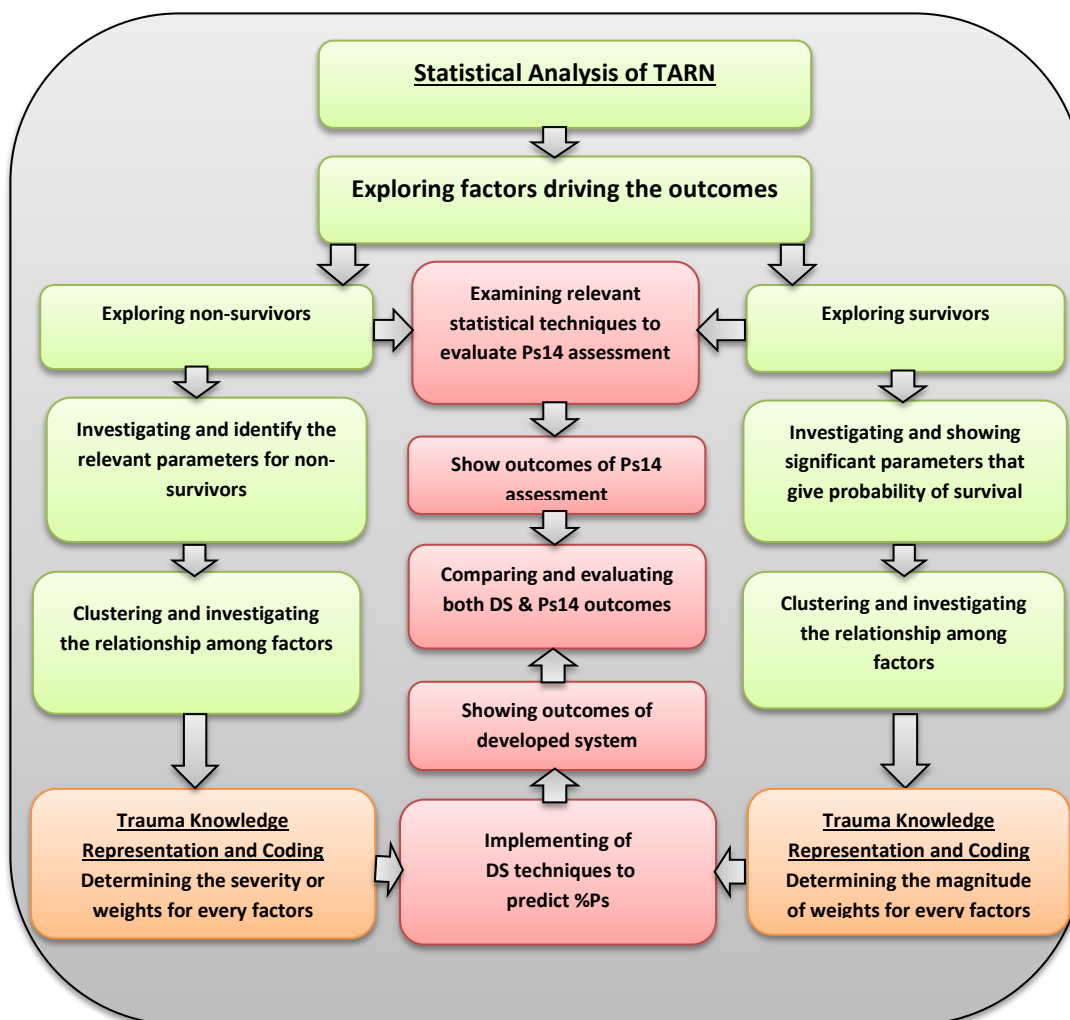 Statistical Analysis of TARN
Exploring factors driving the outcomes
Exploring non-survivors
Examining relevant
statistical techniques to
evaluate Ps14 assessment
Exploring survivors
Investigating and identify the
relevant parameters for non-
survivors
Show outcomes of Ps14
assessment
Investigating and showing
significant parameters that
give probability of survival
Clustering and investigating
the relationship among factors
Comparing and evaluating
both DS & Ps14 outcomes
Clustering and investigating
the relationship among
factors
Showing outcomes of
developed system
Trauma Knowledge
Representation and Coding
Determining the severity or
weights for every factors
Implementing of
DS techniques to
predict %Ps
Trauma Knowledge
Representation and Coding
Determining the magnitude
of weights for every factors